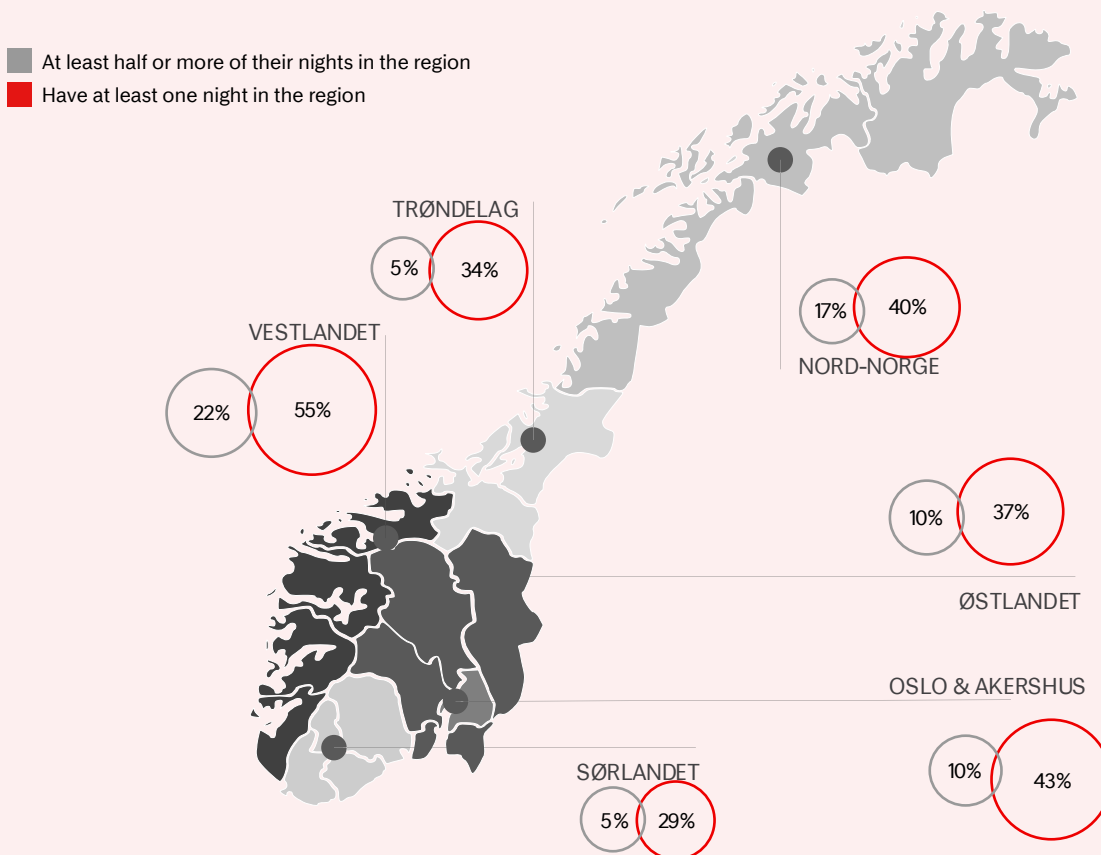 At least half or more of their nights in the region
Have at least one night in the region
TRØNDELAG
5% 34%
VESTLANDET
22% 55%
17% 40%
NORD-NORGE
10% 37%
ØSTLANDET
OSLO & AKERSHUS
10% 43%
SØRLANDET
5% 29%